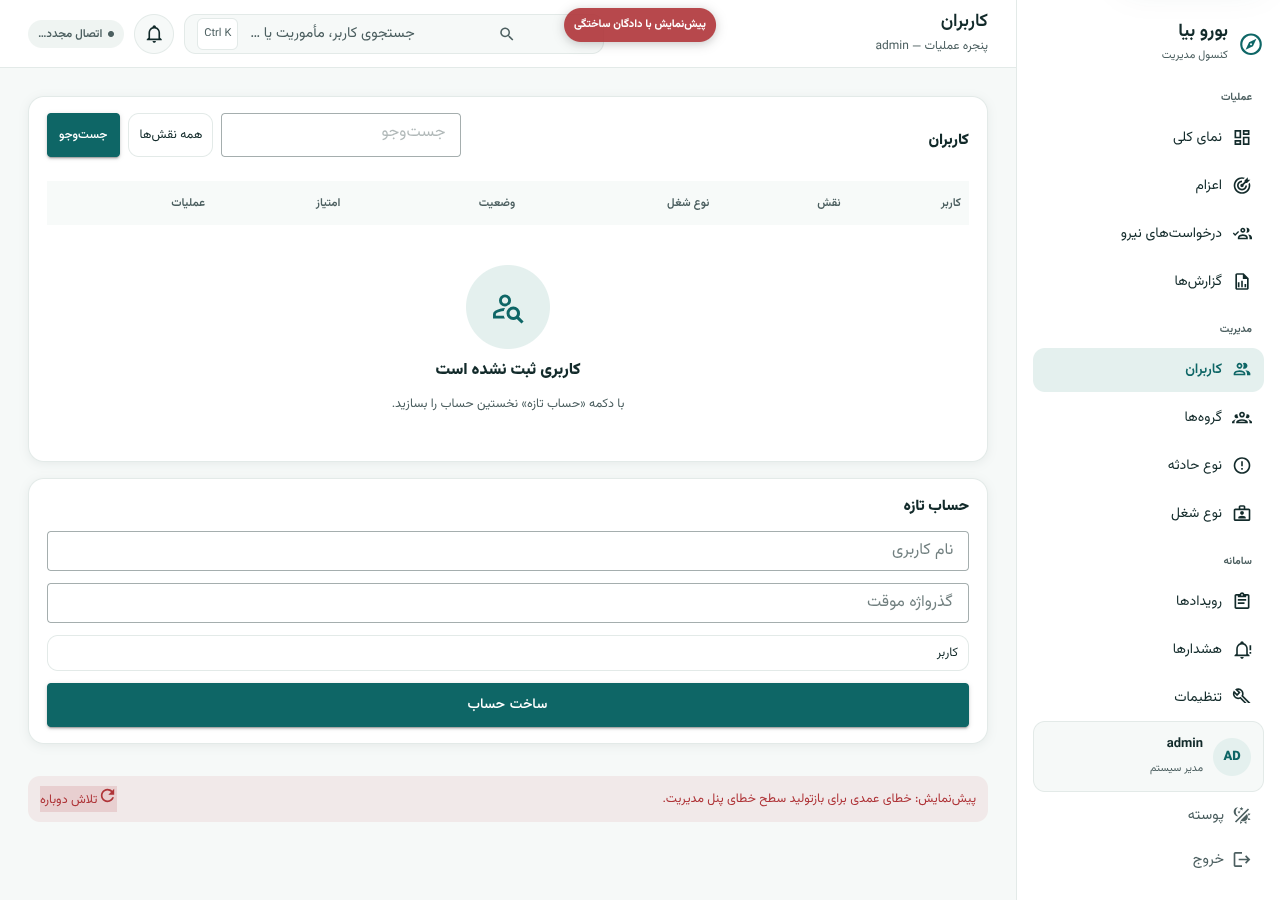 بورو بیا
کنسول مدیریت
عملیات
نمای کلی
اعزام
درخواست‌های نیرو
گزارش‌ها
مدیریت
کاربران
گروه‌ها
نوع حادثه
نوع شغل
سامانه
رویدادها
هشدارها
تنظیمات
AD
admin
مدیر سیستم
پوسته
خروج
کاربران
پنجره عملیات — admin
پیش‌نمایش با دادگان ساختگی
جستجوی کاربر، مأموریت یا ...
Ctrl K
اتصال مجدد...
کاربران
جست‌وجو
همه نقش‌ها
جست‌وجو
کاربر نقش نوع شغل وضعیت امتیاز عملیات
کاربری ثبت نشده است
با دکمه «حساب تازه» نخستین حساب را بسازید.
حساب تازه
نام کاربری
گذرواژه موقت
کاربر
ساخت حساب
پیش‌نمایش: خطای عمدی برای بازتولید سطح خطای پنل مدیریت.
تلاش دوباره